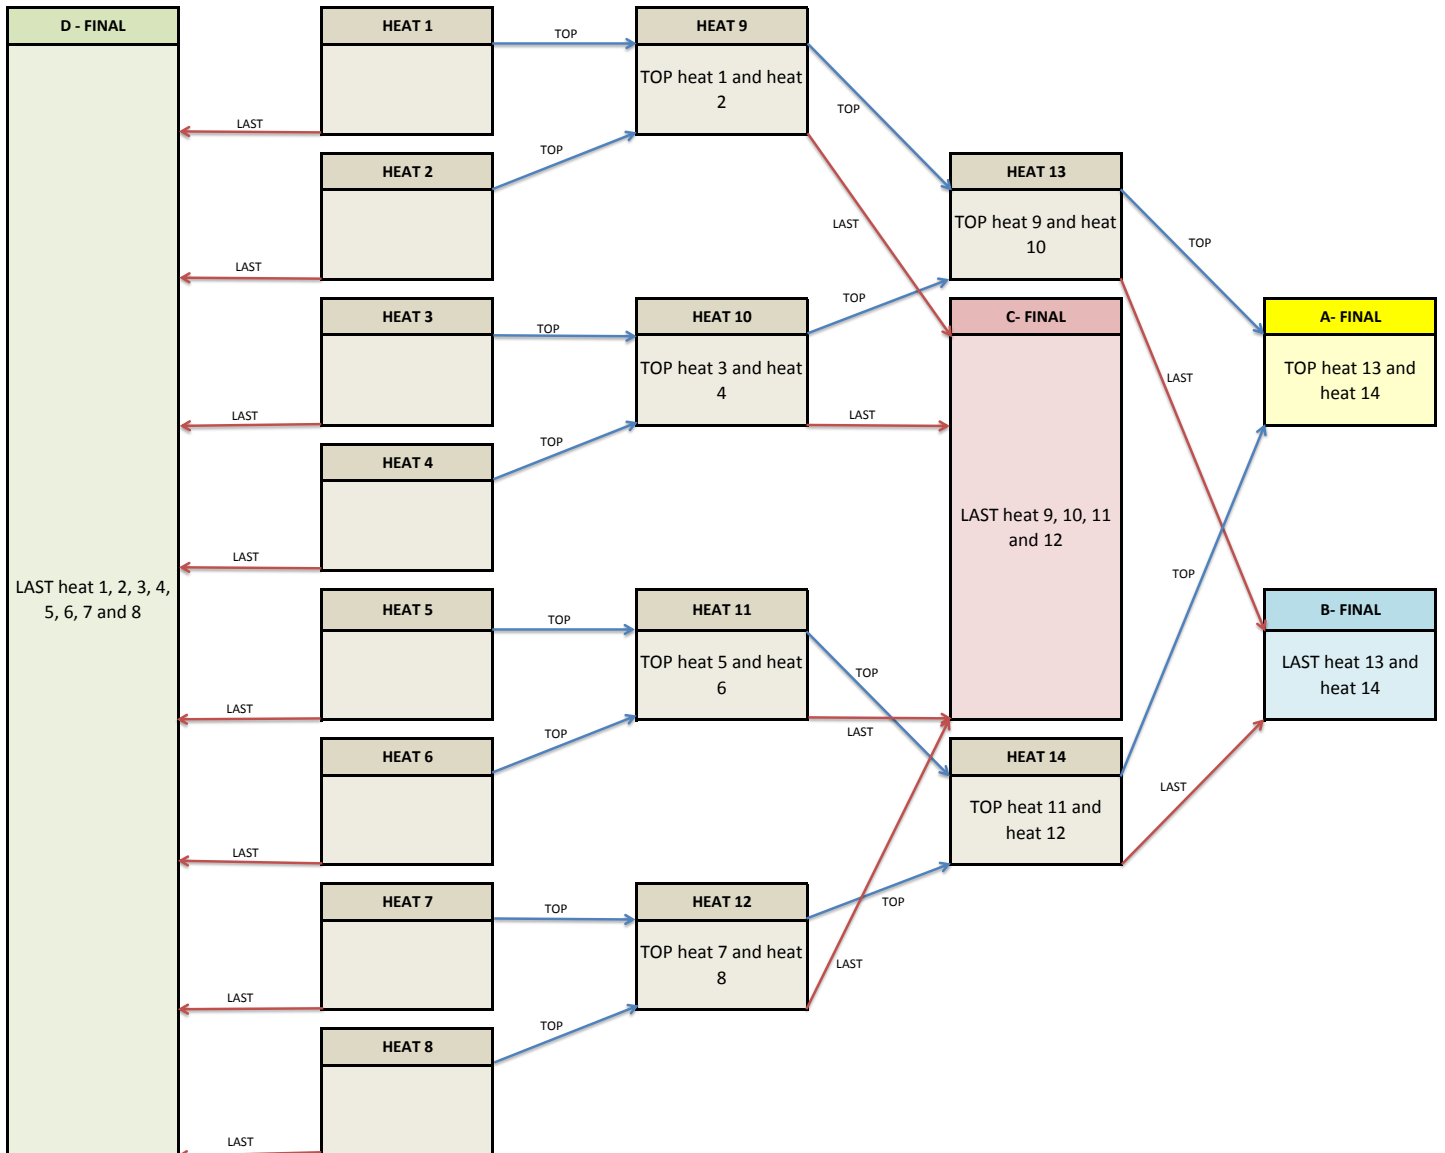 D - FINAL
LAST heat 1, 2, 3, 4,
5, 6, 7 and 8
HEAT 1
HEAT 2
HEAT 3
HEAT 4
HEAT 5
HEAT 6
HEAT 7
HEAT 8
LAST
LAST
LAST
LAST
LAST
LAST
LAST
LAST
TOP
TOP
TOP
TOP
TOP
TOP
TOP
TOP
HEAT 9
TOP heat 1 and heat
2
HEAT 10
TOP heat 3 and heat
4
HEAT 11
TOP heat 5 and heat
6
HEAT 12
TOP heat 7 and heat
8
TOP
LAST
TOP
LAST
TOP
LAST
TOP
LAST
HEAT 13
TOP heat 9 and heat
10
C- FINAL
LAST heat 9, 10, 11
and 12
HEAT 14
TOP heat 11 and
heat 12
TOP
LAST
TOP
LAST
A- FINAL
TOP heat 13 and
heat 14
B- FINAL
LAST heat 13 and
heat 14